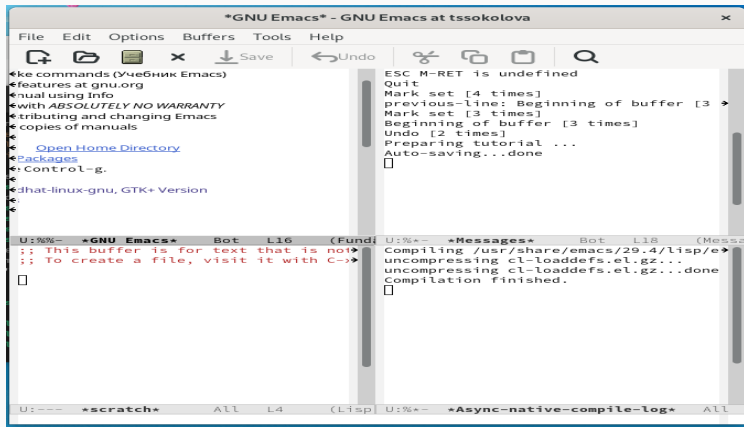 *GNU Emacs* - GNU Emacs at tssokolova
File Edit Options Buffers Tools Help
Save Undo
ke commands (Учебник Emacs)
features at gnu.org
nual using Info
with ABSOLUTELY NO WARRANTY
tributing and changing Emacs
copies of manuals
Open Home Directory
Packages
Control-g.
dhat-linux-gnu, GTK+ Version
U:%%- *GNU Emacs* Bot L16 (Funda
ESC M-RET is undefined
Quit
Mark set [4 times]
previous-line: Beginning of buffer [3
Mark set [3 times]
Beginning of buffer [3 times]
Undo [2 times]
Preparing tutorial ...
Auto-saving...done
U:%*- *Messages* Bot L18 (Messa
;; This buffer is for text that is not
;; To create a file, visit it with C-x
U:--- *scratch* All L4 (Lisp
Compiling /usr/share/emacs/29.4/lisp/e
uncompressing cl-loaddefs.el.gz...
uncompressing cl-loaddefs.el.gz...done
Compilation finished.
U:%*- *Async-native-compile-log* All